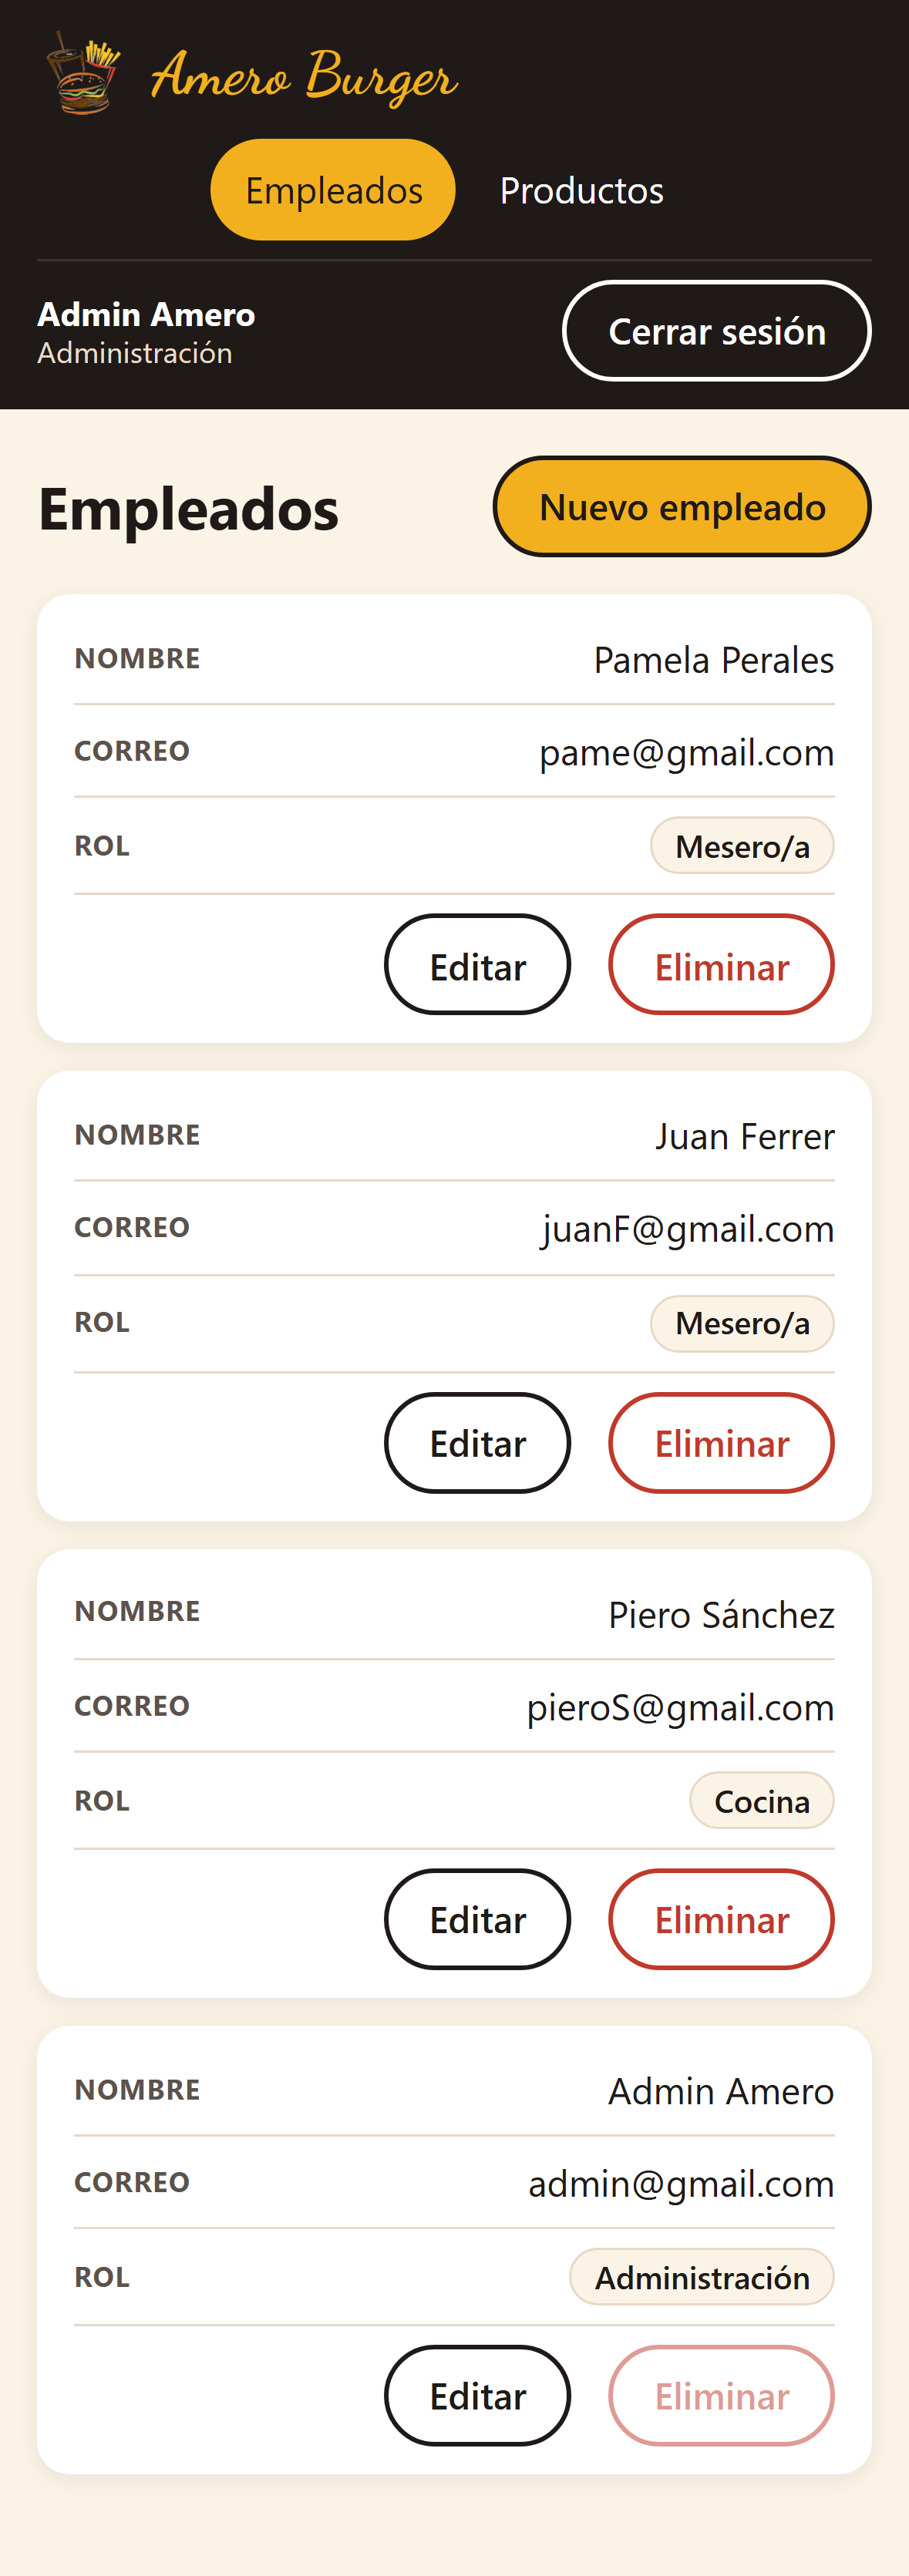 Amero Burger
Empleados Productos
Admin Amero
Administración
Cerrar sesión
Empleados
Nuevo empleado
NOMBRE Pamela Perales
CORREO pame@gmail.com
ROL Mesero/a
Editar Eliminar
NOMBRE Juan Ferrer
CORREO juanF@gmail.com
ROL Mesero/a
Editar Eliminar
NOMBRE Piero Sánchez
CORREO pieroS@gmail.com
ROL Cocina
Editar Eliminar
NOMBRE Admin Amero
CORREO admin@gmail.com
ROL Administración
Editar Eliminar